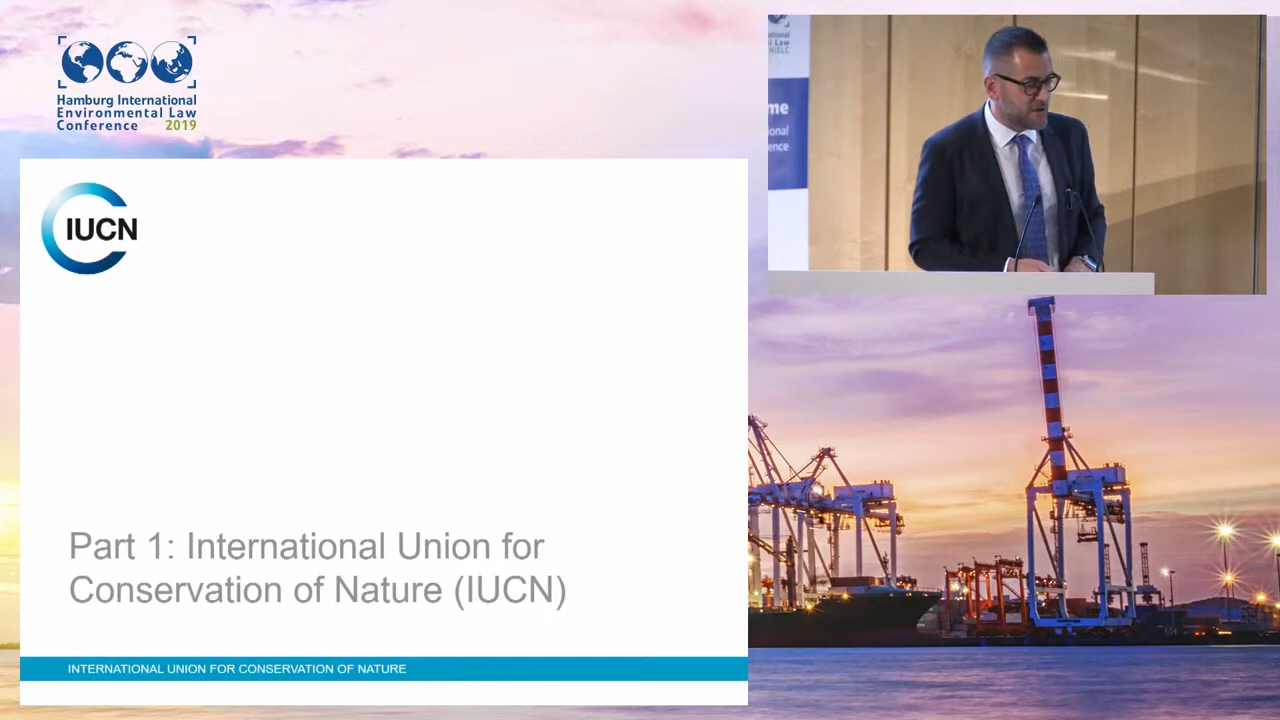 Hamburg International
Environmental Law
Conference 2019
IUCN
Part 1: International Union for
Conservation of Nature (IUCN)
INTERNATIONAL UNION FOR CONSERVATION OF NATURE